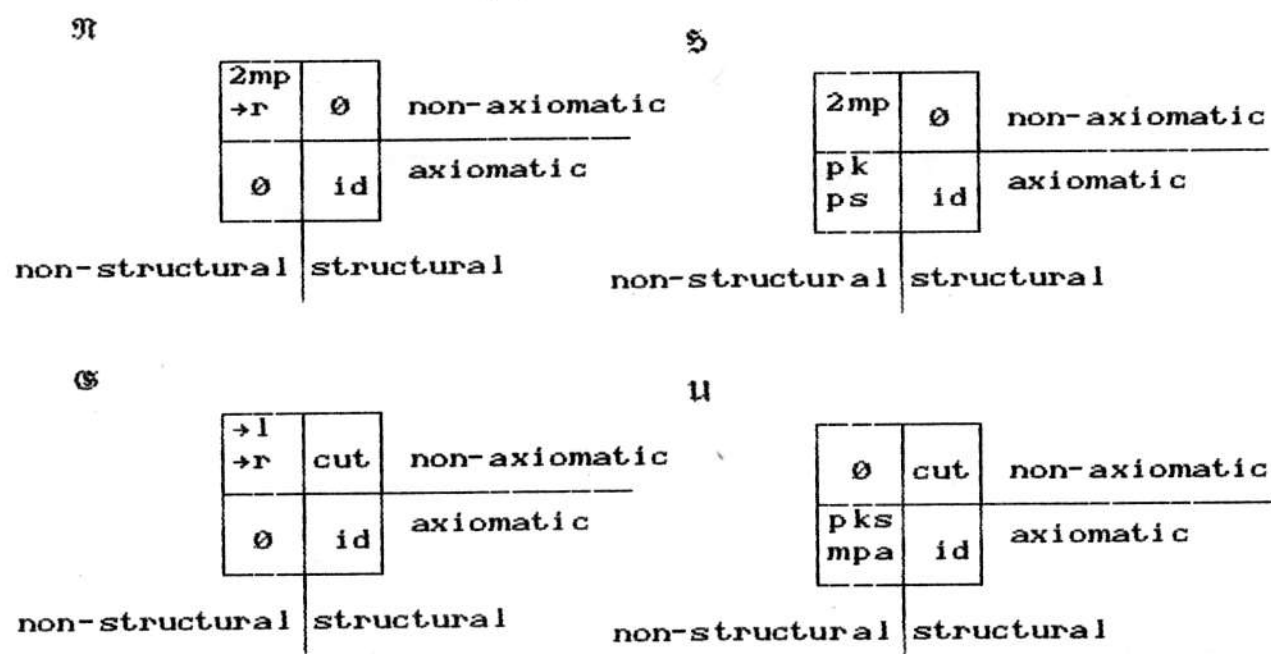 𝔑
2mp
→r ∅ non-axiomatic
∅ id axiomatic
non-structural structural
ℌ
2mp ∅ non-axiomatic
pk
ps id axiomatic
non-structural structural
𝔊
→l
→r cut non-axiomatic
∅ id axiomatic
non-structural structural
𝔘
∅ cut non-axiomatic
pks
mpa id axiomatic
non-structural structural